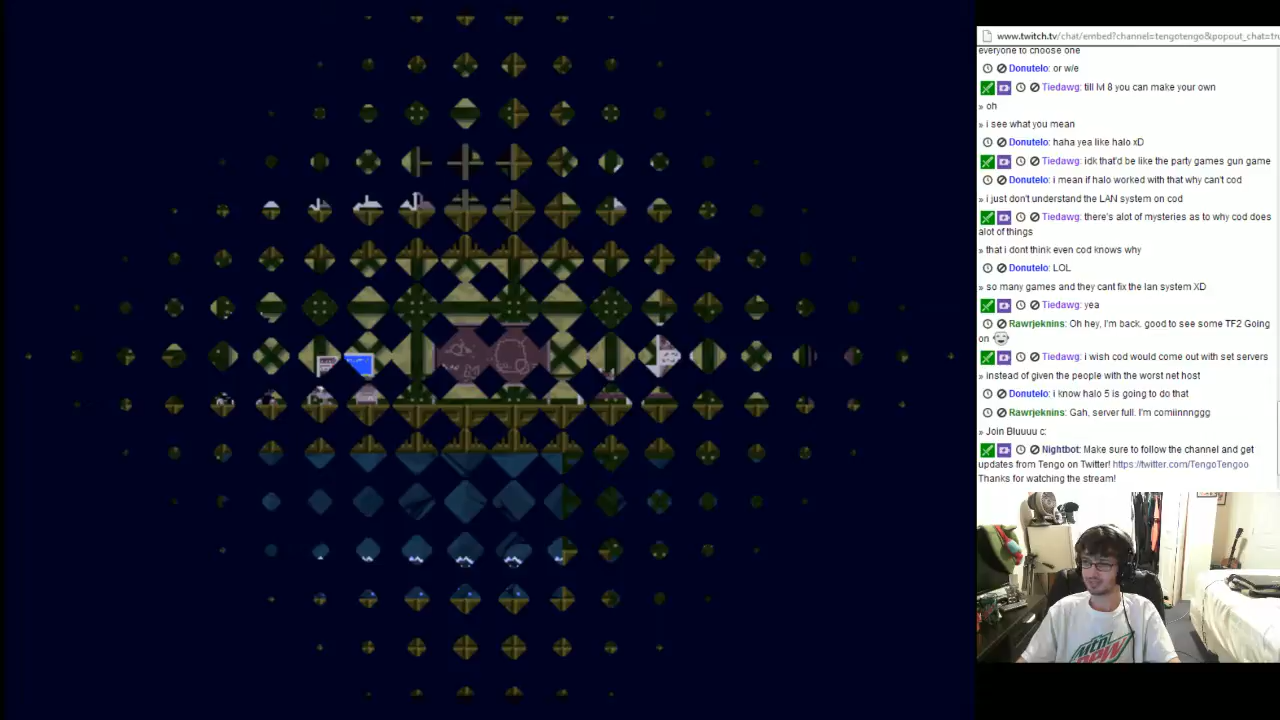 www.twitch.tv/chat/embed?channel=tengotengo&popout_chat=tru
everyone to choose one
Donutelo: or w/e
Tiedawg: till lvl 8 you can make your own
» oh
» i see what you mean
Donutelo: haha yea like halo xD
Tiedawg: idk that'd be like the party games gun game
Donutelo: i mean if halo worked with that why can't cod
» i just don't understand the LAN system on cod
Tiedawg: there's alot of mysteries as to why cod does
alot of things
» that i dont think even cod knows why
Donutelo: LOL
» so many games and they cant fix the lan system XD
Tiedawg: yea
Rawrjeknins: Oh hey, I'm back. good to see some TF2 Going
on
Tiedawg: i wish cod would come out with set servers
» instead of given the people with the worst net host
Donutelo: i know halo 5 is going to do that
Rawrjeknins: Gah, server full. I'm comiinnnggg
» Join Bluuuu c:
Nightbot: Make sure to follow the channel and get
updates from Tengo on Twitter! https://twitter.com/TengoTengoo
Thanks for watching the stream!
mtn
DEW